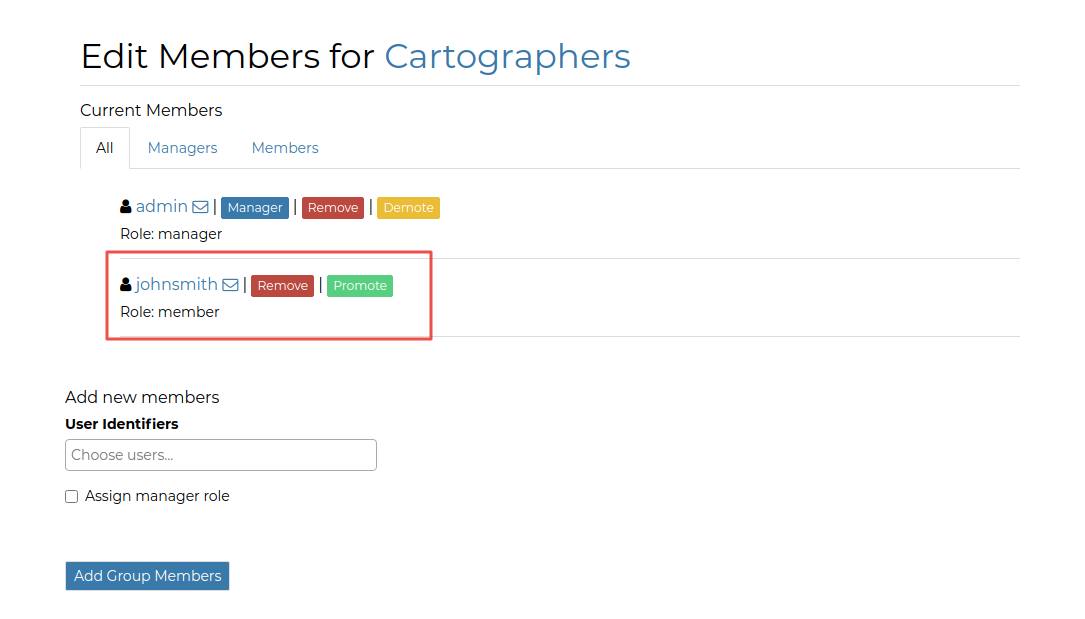 Edit Members for Cartographers
Current Members
All Managers Members
admin | Manager | Remove | Demote
Role: manager
johnsmith | Remove | Promote
Role: member
Add new members
User Identifiers
Choose users...
Assign manager role
Add Group Members